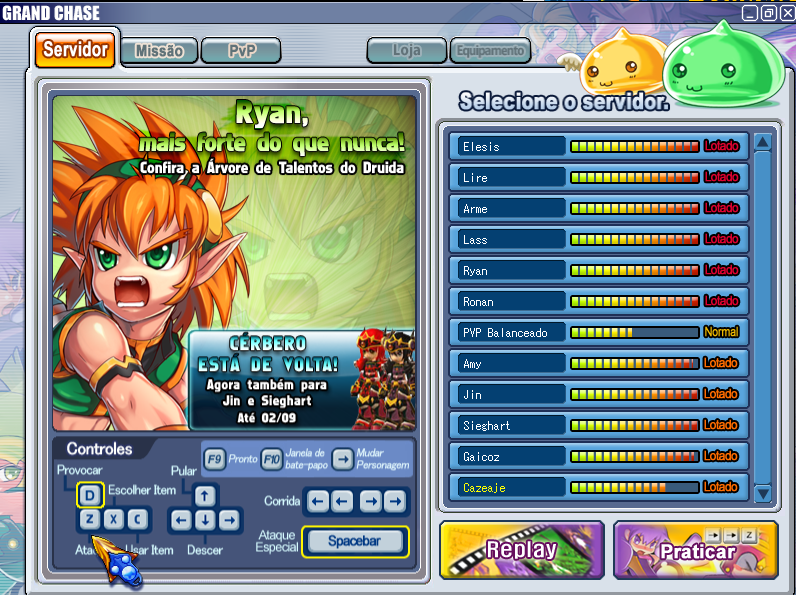 GRAND CHASE
Servidor
Missão
PvP
Loja
Equipamento
Selecione o servidor.
Ryan,
mais forte do que nunca!
Confira a Árvore de Talentos do Druida
CÉRBERO
ESTÁ DE VOLTA!
Agora também para
Jin e Sieghart
Até 02/09
Elesis Lotado
Lire Lotado
Arme Lotado
Lass Lotado
Ryan Lotado
Ronan Lotado
PVP Balanceado Normal
Amy Lotado
Jin Lotado
Sieghart Lotado
Gaicoz Lotado
Cazeaje Lotado
Controles
F9 Pronto
F10 Janela de
bate-papo
Mudar
Personagem
Provocar
D
Escolher Item
Z X C
Usar Item
Pular
Descer
Corrida
Ataque
Especial
Spacebar
Replay
Z
Praticar